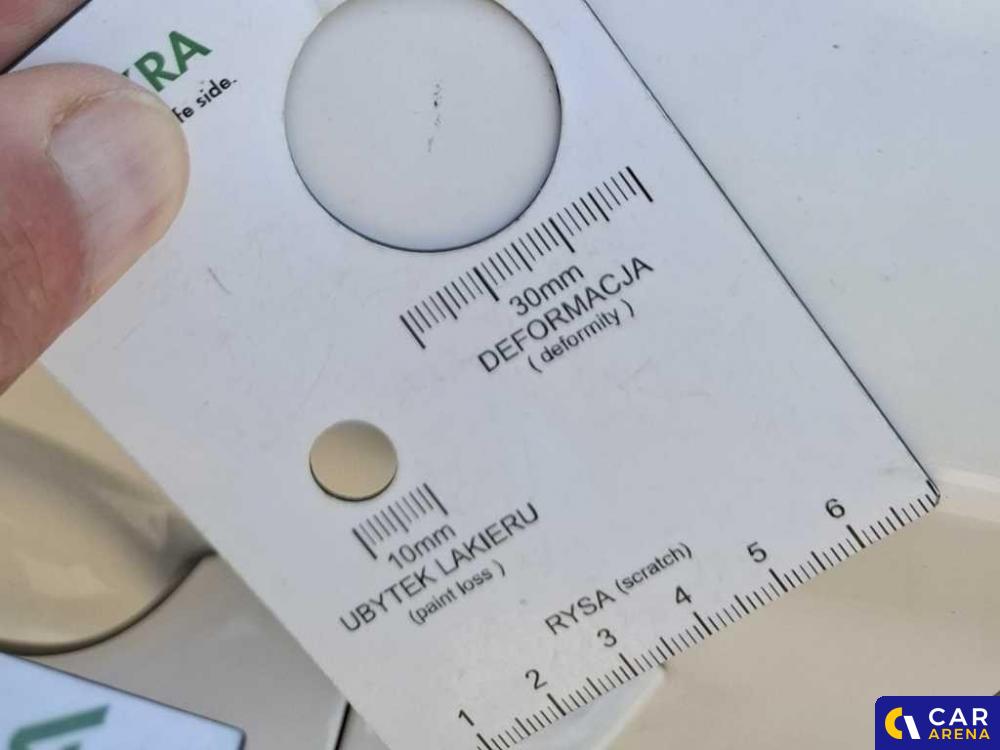 KRA
fe side.
30mm
DEFORMACJA
( deformity )
10mm
UBYTEK LAKIERU
(paint loss )
RYSA (scratch)
1 2 3 4 5 6
CAR
ARENA